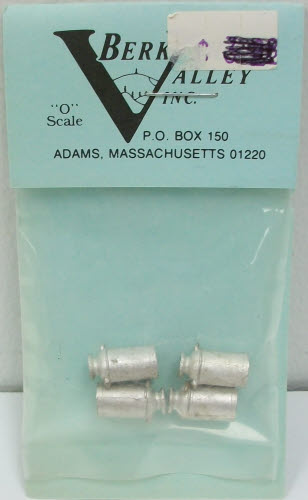 BERK
VALLEY
INC.
"O"
Scale
P.O. BOX 150
ADAMS, MASSACHUSETTS 01220